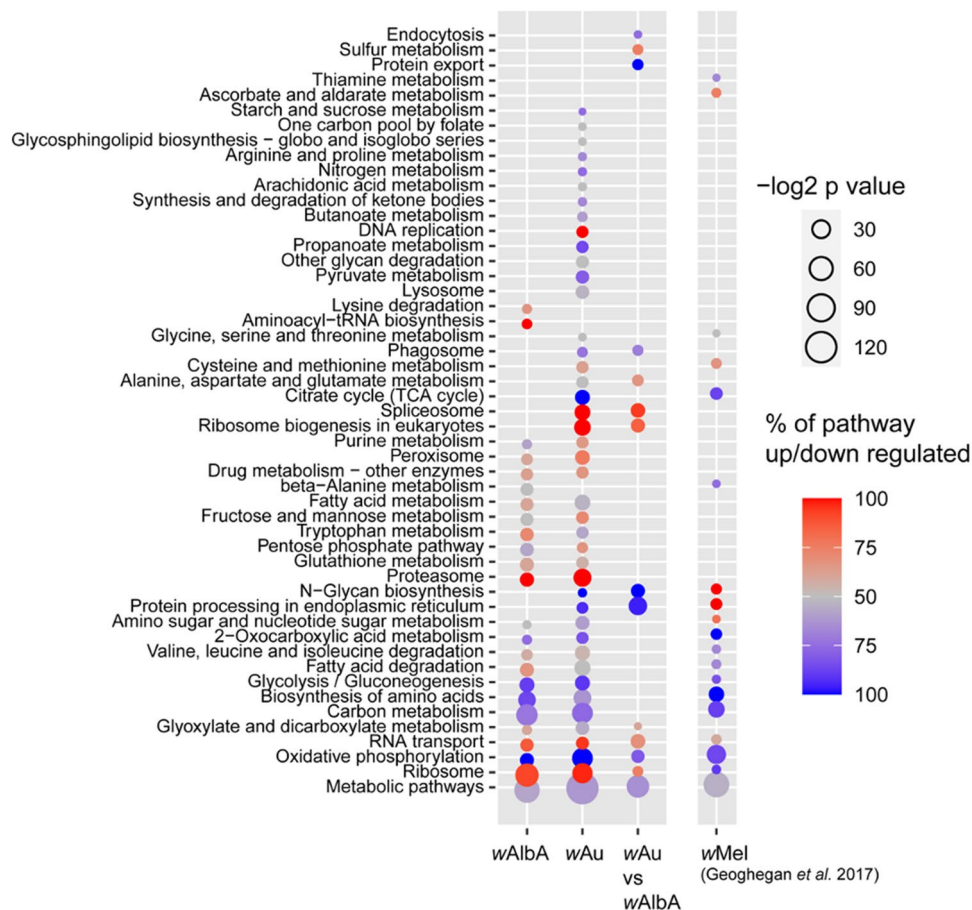 Endocytosis
Sulfur metabolism
Protein export
Thiamine metabolism
Ascorbate and aldarate metabolism
Starch and sucrose metabolism
One carbon pool by folate
Glycosphingolipid biosynthesis − globo and isoglobo series
Arginine and proline metabolism
Nitrogen metabolism
Arachidonic acid metabolism
Synthesis and degradation of ketone bodies
Butanoate metabolism
DNA replication
Propanoate metabolism
Other glycan degradation
Pyruvate metabolism
Lysosome
Lysine degradation
Aminoacyl−tRNA biosynthesis
Glycine, serine and threonine metabolism
Phagosome
Cysteine and methionine metabolism
Alanine, aspartate and glutamate metabolism
Citrate cycle (TCA cycle)
Spliceosome
Ribosome biogenesis in eukaryotes
Purine metabolism
Peroxisome
Drug metabolism − other enzymes
beta−Alanine metabolism
Fatty acid metabolism
Fructose and mannose metabolism
Tryptophan metabolism
Pentose phosphate pathway
Glutathione metabolism
Proteasome
N−Glycan biosynthesis
Protein processing in endoplasmic reticulum
Amino sugar and nucleotide sugar metabolism
2−Oxocarboxylic acid metabolism
Valine, leucine and isoleucine degradation
Fatty acid degradation
Glycolysis / Gluconeogenesis
Biosynthesis of amino acids
Carbon metabolism
Glyoxylate and dicarboxylate metabolism
RNA transport
Oxidative phosphorylation
Ribosome
Metabolic pathways
wAlbA
wAu
wAu
vs
wAlbA
wMel
(Geoghegan et al. 2017)
−log2 p value
30
60
90
120
% of pathway
up/down regulated
100
75
50
75
100